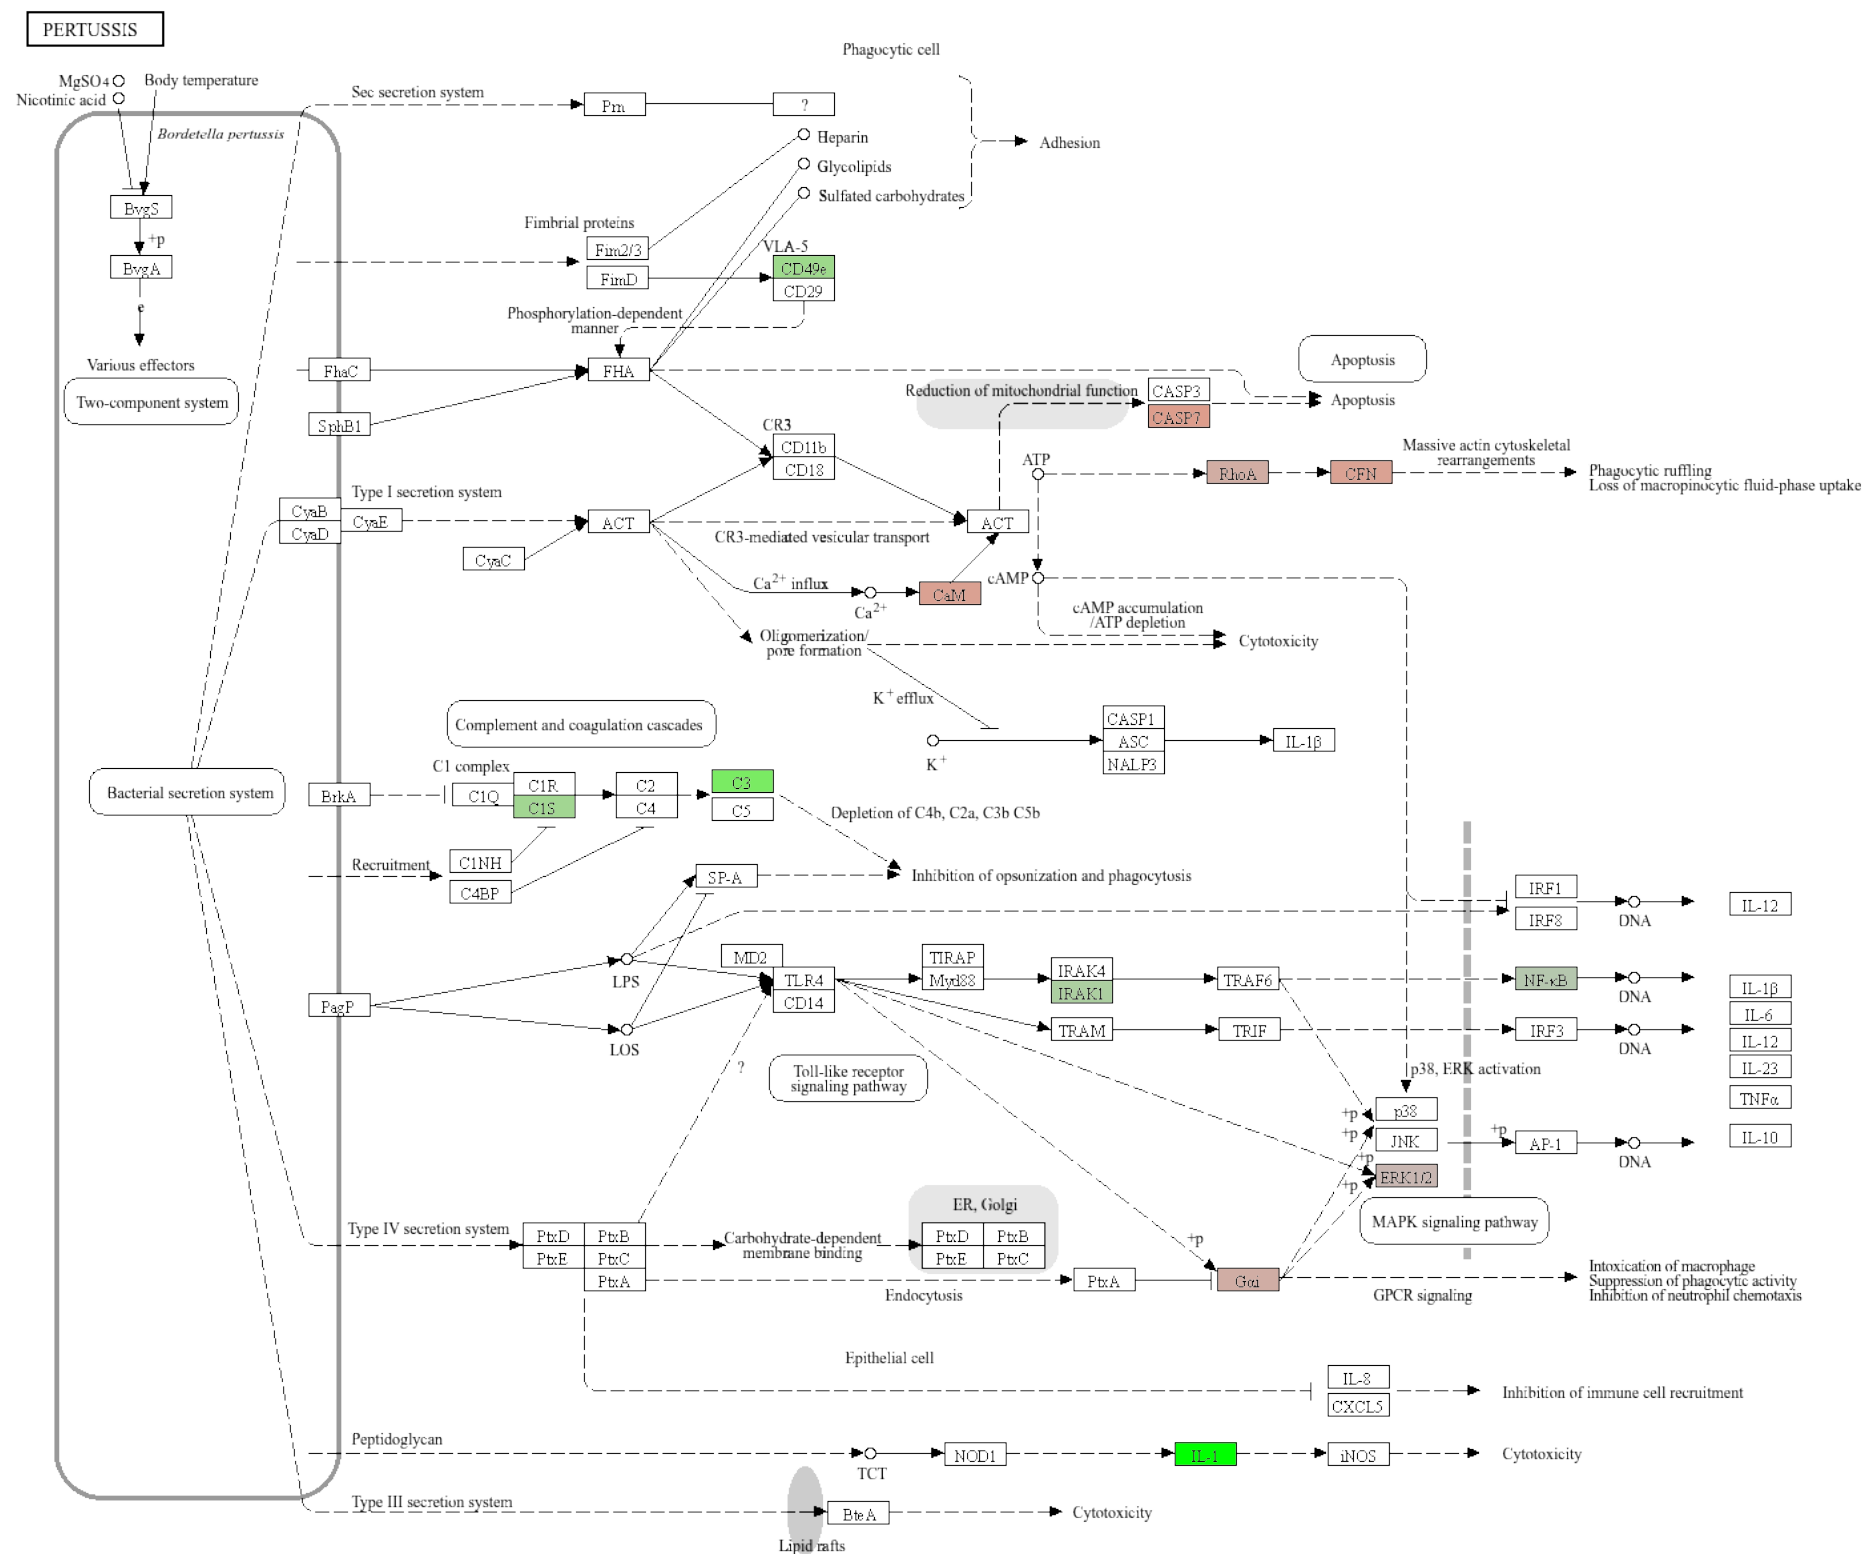 PERTUSSIS
Phagocytic cell
MgSO4
Body temperature
Nicotinic acid
Bordetella pertussis
Sec secretion system
Prn
?
Heparin
Glycolipids
Sulfated carbohydrates
Adhesion
BvgS
+p
BvgA
e
Various effectors
Two-component system
Fimbrial proteins
Fim2/3
FimD
VLA-5
CD49e
CD29
Phosphorylation-dependent
manner
FhaC
FHA
SphB1
Reduction of mitochondrial function
CASP3
CASP7
Apoptosis
Apoptosis
CR3
CD11b
CD18
ATP
RhoA
CFN
Massive actin cytoskeletal
rearrangements
Phagocytic ruffling
Loss of macropinocytic fluid-phase uptake
Type I secretion system
CyaB
CyaD
CyaE
CyaC
ACT
ACT
CR3-mediated vesicular transport
Ca2+ influx
Ca2+
CaM
cAMP
cAMP accumulation
/ATP depletion
Cytotoxicity
Oligomerization/
pore formation
K+ efflux
K+
CASP1
ASC
NALP3
IL-1β
Complement and coagulation cascades
Bacterial secretion system
BrkA
C1 complex
C1Q
C1R
C1S
C2
C4
C3
C5
Depletion of C4b, C2a, C3b C5b
Recruitment
C1NH
C4BP
SP-A
Inhibition of opsonization and phagocytosis
IRF1
IRF8
DNA
IL-12
PagP
LPS
LOS
MD2
TLR4
CD14
TIRAP
Myd88
IRAK4
IRAK1
TRAF6
NF-κB
DNA
TRAM
TRIF
IRF3
DNA
IL-1β
IL-6
IL-12
IL-23
TNFα
IL-10
?
Toll-like receptor
signaling pathway
p38, ERK activation
+p
+p
+p
+p
p38
JNK
ERK1/2
+p
AP-1
DNA
MAPK signaling pathway
Type IV secretion system
PtxD
PtxB
PtxE
PtxC
PtxA
Carbohydrate-dependent
membrane binding
ER, Golgi
PtxD
PtxB
PtxE
PtxC
Endocytosis
PtxA
+p
Gαi
GPCR signaling
Intoxication of macrophage
Suppression of phagocytic activity
Inhibition of neutrophil chemotaxis
Epithelial cell
IL-8
CXCL5
Inhibition of immune cell recruitment
Peptidoglycan
TCT
NOD1
IL-1
iNOS
Cytotoxicity
Type III secretion system
BteA
Cytotoxicity
Lipid rafts